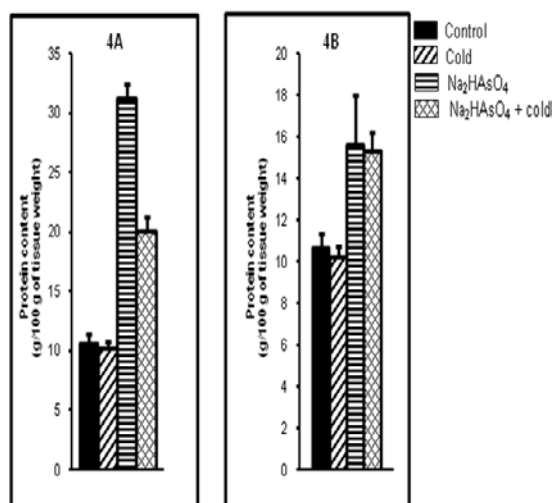 4A
35
30
25
20
15
10
5
0
Protein content
(g/100 g of tissue weight)
4B
20
18
16
14
12
10
8
6
4
2
0
Protein content
(g/100 g of tissue weight)
Control
Cold
Na₂HAsO₄
Na₂HAsO₄ + cold